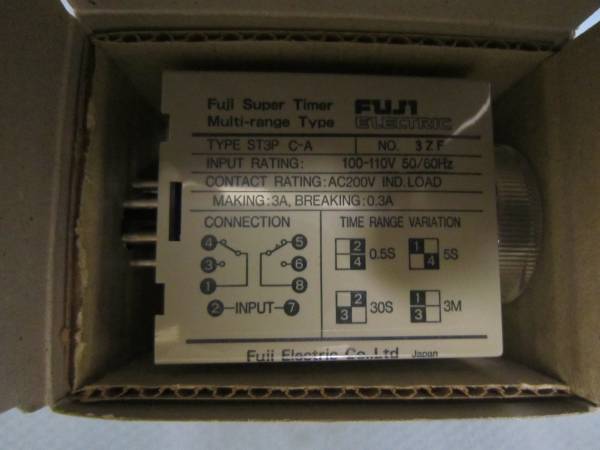 Fuji Super Timer
Multi-range Type
FUJI
ELECTRIC
TYPE ST3P C-A NO. 3ZF
INPUT RATING: 100-110V 50/60Hz
CONTACT RATING:AC200V IND.LOAD
MAKING:3A, BREAKING:0.3A
CONNECTION
4 5
3 6
1 8
2 INPUT 7
TIME RANGE VARIATION
2
4 0.5S
1
4 5S
2
3 30S
1
3 3M
Fuji Electric Co.,Ltd Japan